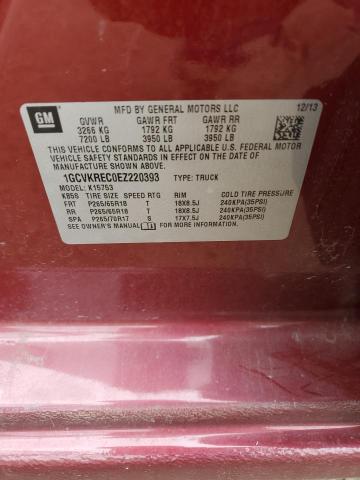 MFD BY GENERAL MOTORS LLC 12/13
GM
GVWR GAWR FRT GAWR RR
3266 KG 1792 KG 1792 KG
7200 LB 3950 LB 3950 LB
THIS VEHICLE CONFORMS TO ALL APPLICABLE U.S. FEDERAL MOTOR
VEHICLE SAFETY STANDARDS IN EFFECT ON THE DATE OF MANUFACTURE
SHOWN ABOVE.
1GCVKREC0EZ220393 TYPE: TRUCK
MODEL: K15753
KBSS TIRE SIZE SPEED RTG RIM COLD TIRE PRESSURE
FRT P265/65R18 T 18X8.5J 240KPA(35PSI)
RR P265/65R18 T 18X8.5J 240KPA(35PSI)
SPA P265/70R17 S 17X7.5J 240KPA(35PSI)
SEE OWNER'S MANUAL FOR MORE INFORMATION.